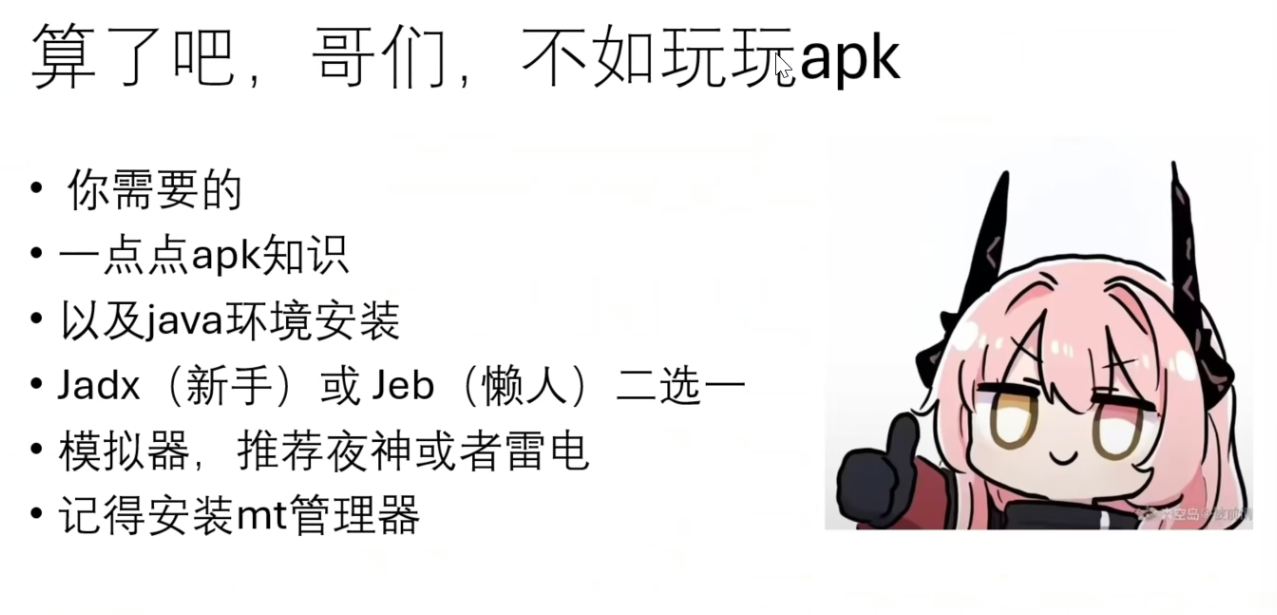 算了吧，哥们，不如玩玩apk
• 你需要的
• 一点点apk知识
• 以及java环境安装
• Jadx（新手）或 Jeb（懒人）二选一
• 模拟器，推荐夜神或者雷电
• 记得安装mt管理器